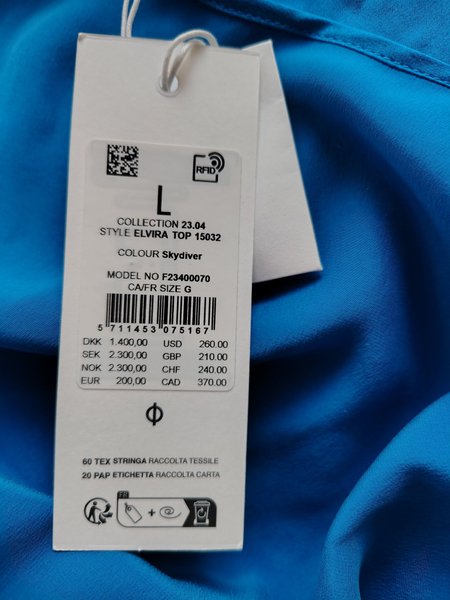 RFID
L
COLLECTION 23.04
STYLE ELVIRA TOP 15032
COLOUR Skydiver
MODEL NO F23400070
CA/FR SIZE G
5 711453 075167
DKK 1.400,00 USD 260.00
SEK 2.300,00 GBP 210.00
NOK 2.300,00 CHF 240.00
EUR 200,00 CAD 370.00
60 TEX STRINGA RACCOLTA TESSILE
20 PAP ETICHETTA RACCOLTA CARTA
FR
+